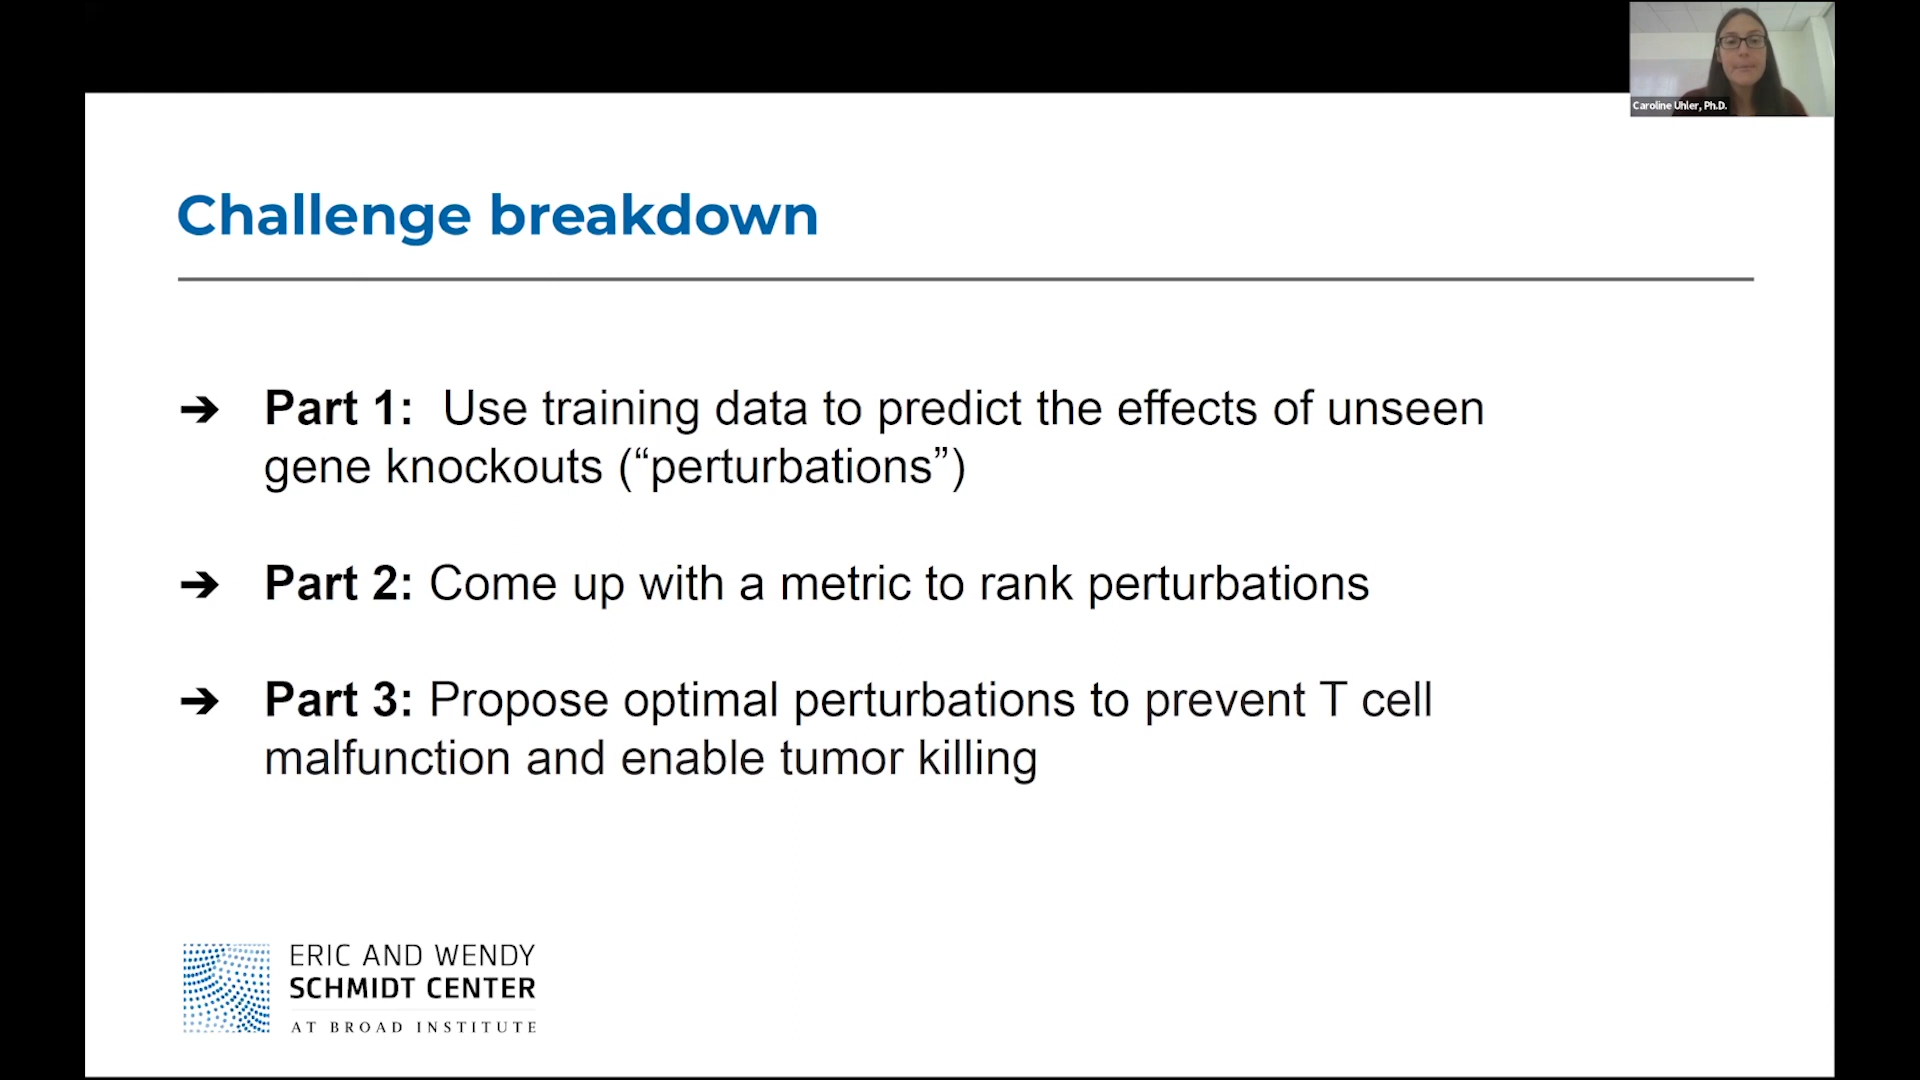 Caroline Uhler, Ph.D.
Challenge breakdown
➔ Part 1: Use training data to predict the effects of unseen
gene knockouts (“perturbations”)
➔ Part 2: Come up with a metric to rank perturbations
➔ Part 3: Propose optimal perturbations to prevent T cell
malfunction and enable tumor killing
ERIC AND WENDY
SCHMIDT CENTER
AT BROAD INSTITUTE